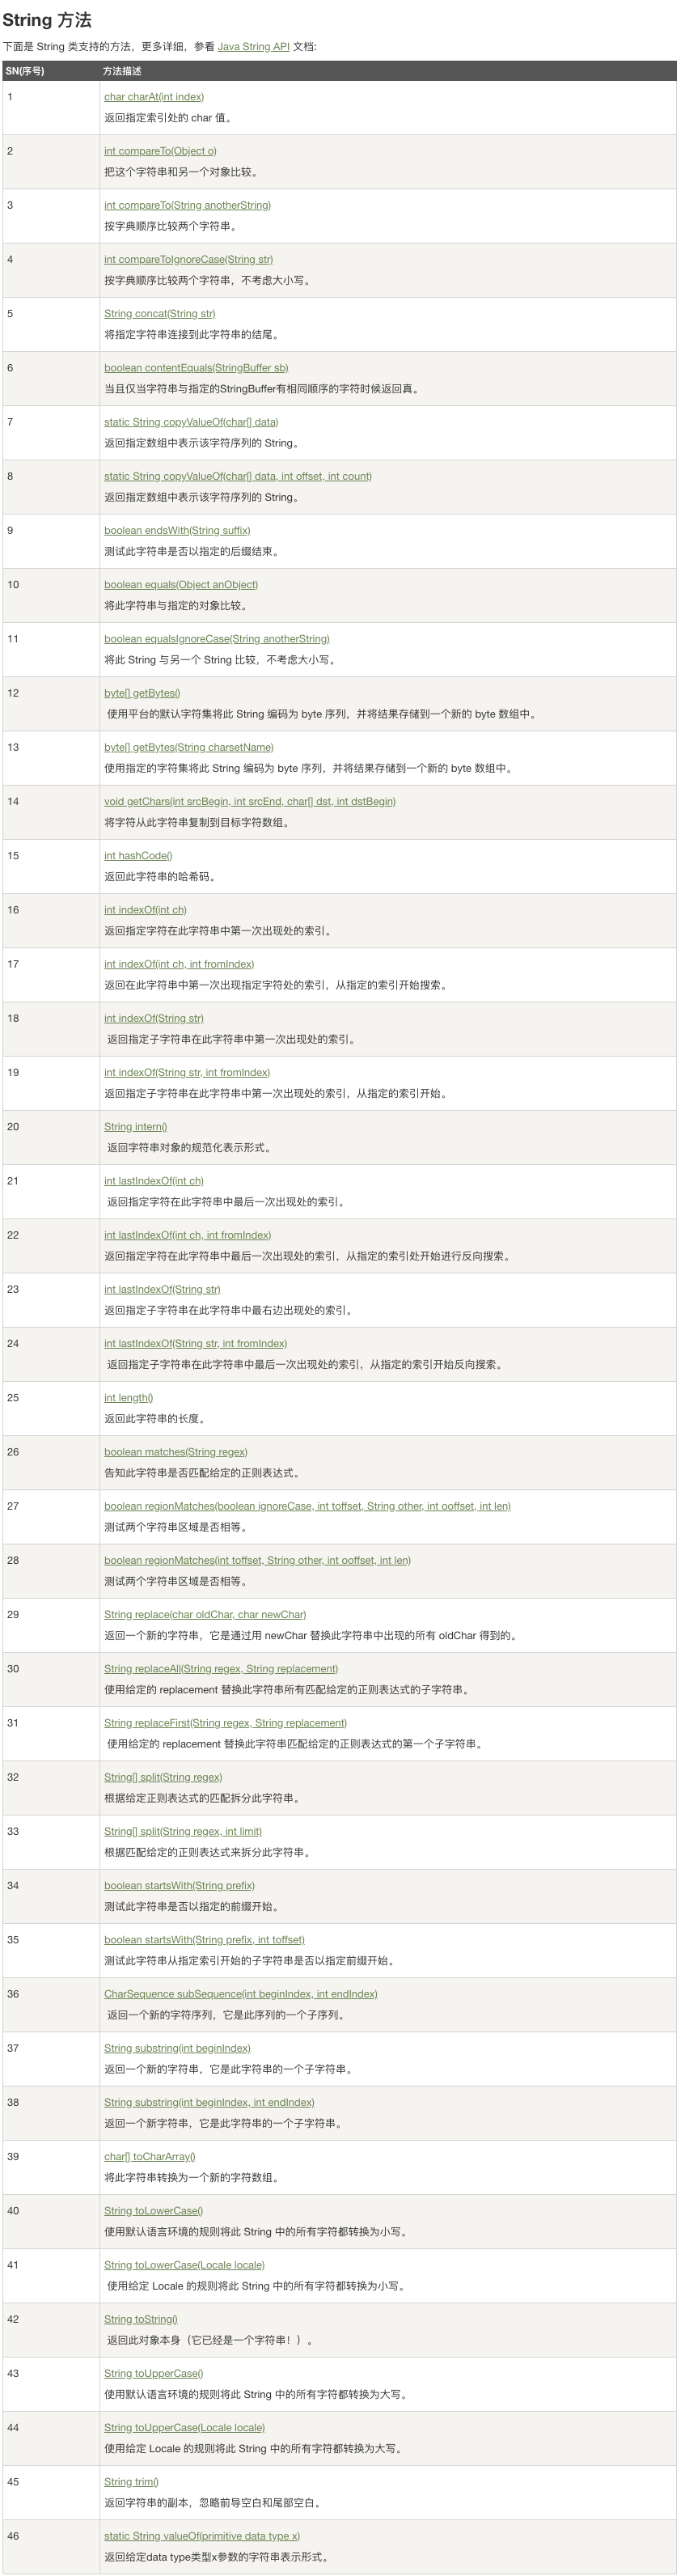 String 方法
下面是 String 类支持的方法，更多详细，参看 Java String API 文档:
SN(序号) 方法描述
1 char charAt(int index)
返回指定索引处的 char 值。
2 int compareTo(Object o)
把这个字符串和另一个对象比较。
3 int compareTo(String anotherString)
按字典顺序比较两个字符串。
4 int compareToIgnoreCase(String str)
按字典顺序比较两个字符串，不考虑大小写。
5 String concat(String str)
将指定字符串连接到此字符串的结尾。
6 boolean contentEquals(StringBuffer sb)
当且仅当字符串与指定的StringBuffer有相同顺序的字符时候返回真。
7 static String copyValueOf(char[] data)
返回指定数组中表示该字符序列的 String。
8 static String copyValueOf(char[] data, int offset, int count)
返回指定数组中表示该字符序列的 String。
9 boolean endsWith(String suffix)
测试此字符串是否以指定的后缀结束。
10 boolean equals(Object anObject)
将此字符串与指定的对象比较。
11 boolean equalsIgnoreCase(String anotherString)
将此 String 与另一个 String 比较，不考虑大小写。
12 byte[] getBytes()
使用平台的默认字符集将此 String 编码为 byte 序列，并将结果存储到一个新的 byte 数组中。
13 byte[] getBytes(String charsetName)
使用指定的字符集将此 String 编码为 byte 序列，并将结果存储到一个新的 byte 数组中。
14 void getChars(int srcBegin, int srcEnd, char[] dst, int dstBegin)
将字符从此字符串复制到目标字符数组。
15 int hashCode()
返回此字符串的哈希码。
16 int indexOf(int ch)
返回指定字符在此字符串中第一次出现处的索引。
17 int indexOf(int ch, int fromIndex)
返回在此字符串中第一次出现指定字符处的索引，从指定的索引开始搜索。
18 int indexOf(String str)
返回指定子字符串在此字符串中第一次出现处的索引。
19 int indexOf(String str, int fromIndex)
返回指定子字符串在此字符串中第一次出现处的索引，从指定的索引开始。
20 String intern()
返回字符串对象的规范化表示形式。
21 int lastIndexOf(int ch)
返回指定字符在此字符串中最后一次出现处的索引。
22 int lastIndexOf(int ch, int fromIndex)
返回指定字符在此字符串中最后一次出现处的索引，从指定的索引处开始进行反向搜索。
23 int lastIndexOf(String str)
返回指定子字符串在此字符串中最右边出现处的索引。
24 int lastIndexOf(String str, int fromIndex)
返回指定子字符串在此字符串中最后一次出现处的索引，从指定的索引开始反向搜索。
25 int length()
返回此字符串的长度。
26 boolean matches(String regex)
告知此字符串是否匹配给定的正则表达式。
27 boolean regionMatches(boolean ignoreCase, int toffset, String other, int ooffset, int len)
测试两个字符串区域是否相等。
28 boolean regionMatches(int toffset, String other, int ooffset, int len)
测试两个字符串区域是否相等。
29 String replace(char oldChar, char newChar)
返回一个新的字符串，它是通过用 newChar 替换此字符串中出现的所有 oldChar 得到的。
30 String replaceAll(String regex, String replacement)
使用给定的 replacement 替换此字符串所有匹配给定的正则表达式的子字符串。
31 String replaceFirst(String regex, String replacement)
使用给定的 replacement 替换此字符串匹配给定的正则表达式的第一个子字符串。
32 String[] split(String regex)
根据给定正则表达式的匹配拆分此字符串。
33 String[] split(String regex, int limit)
根据匹配给定的正则表达式来拆分此字符串。
34 boolean startsWith(String prefix)
测试此字符串是否以指定的前缀开始。
35 boolean startsWith(String prefix, int toffset)
测试此字符串从指定索引开始的子字符串是否以指定前缀开始。
36 CharSequence subSequence(int beginIndex, int endIndex)
返回一个新的字符序列，它是此序列的一个子序列。
37 String substring(int beginIndex)
返回一个新的字符串，它是此字符串的一个子字符串。
38 String substring(int beginIndex, int endIndex)
返回一个新字符串，它是此字符串的一个子字符串。
39 char[] toCharArray()
将此字符串转换为一个新的字符数组。
40 String toLowerCase()
使用默认语言环境的规则将此 String 中的所有字符都转换为小写。
41 String toLowerCase(Locale locale)
使用给定 Locale 的规则将此 String 中的所有字符都转换为小写。
42 String toString()
返回此对象本身（它已经是一个字符串！）。
43 String toUpperCase()
使用默认语言环境的规则将此 String 中的所有字符都转换为大写。
44 String toUpperCase(Locale locale)
使用给定 Locale 的规则将此 String 中的所有字符都转换为大写。
45 String trim()
返回字符串的副本，忽略前导空白和尾部空白。
46 static String valueOf(primitive data type x)
返回给定data type类型x参数的字符串表示形式。